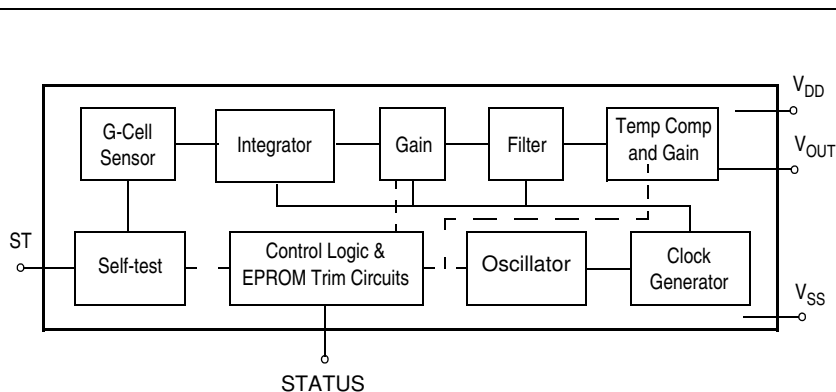 V_DD
G-Cell
Sensor
Integrator
Gain
Filter
Temp Comp
and Gain
V_OUT
ST
Self-test
Control Logic &
EPROM Trim Circuits
Oscillator
Clock
Generator
V_SS
STATUS